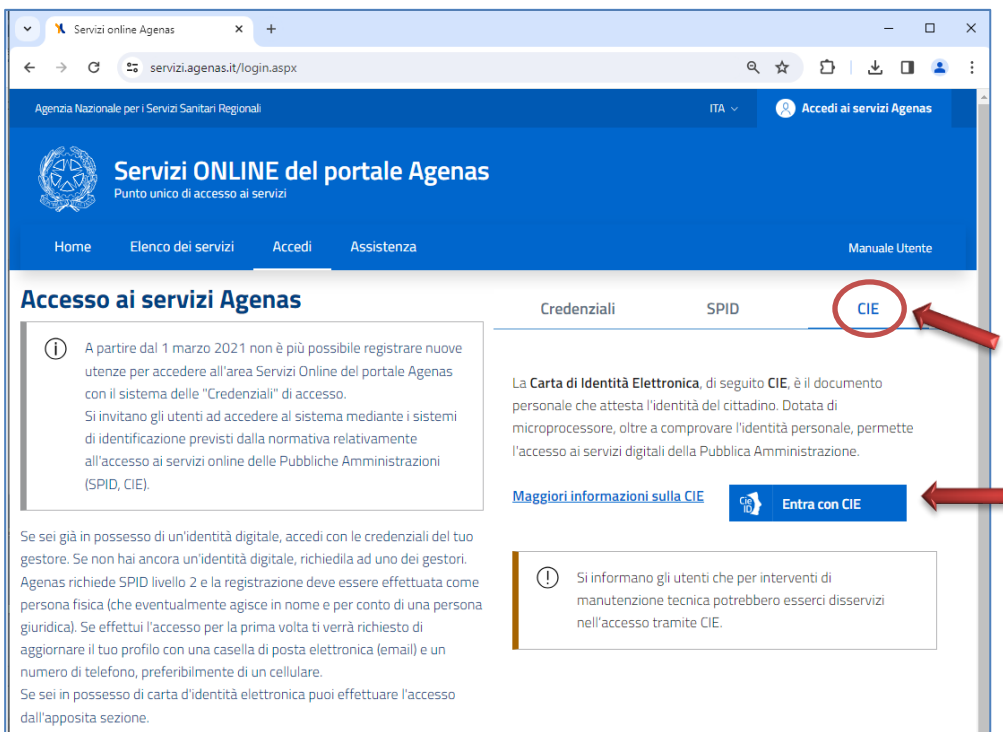 Servizi online Agenas
servizi.agenas.it/login.aspx
Agenzia Nazionale per i Servizi Sanitari Regionali
ITA
Accedi ai servizi Agenas
Servizi ONLINE del portale Agenas
Punto unico di accesso ai servizi
Home Elenco dei servizi Accedi Assistenza Manuale Utente
Accesso ai servizi Agenas
A partire dal 1 marzo 2021 non è più possibile registrare nuove
utenze per accedere all'area Servizi Online del portale Agenas
con il sistema delle "Credenziali" di accesso.
Si invitano gli utenti ad accedere al sistema mediante i sistemi
di identificazione previsti dalla normativa relativamente
all'accesso ai servizi online delle Pubbliche Amministrazioni
(SPID, CIE).
Se sei già in possesso di un'identità digitale, accedi con le credenziali del tuo
gestore. Se non hai ancora un'identità digitale, richiedila ad uno dei gestori.
Agenas richiede SPID livello 2 e la registrazione deve essere effettuata come
persona fisica (che eventualmente agisce in nome e per conto di una persona
giuridica). Se effettui l'accesso per la prima volta ti verrà richiesto di
aggiornare il tuo profilo con una casella di posta elettronica (email) e un
numero di telefono, preferibilmente di un cellulare.
Se sei in possesso di carta d'identità elettronica puoi effettuare l'accesso
dall'apposita sezione.
Credenziali SPID CIE
La Carta di Identità Elettronica, di seguito CIE, è il documento
personale che attesta l'identità del cittadino. Dotata di
microprocessore, oltre a comprovare l'identità personale, permette
l'accesso ai servizi digitali della Pubblica Amministrazione.
Maggiori informazioni sulla CIE
Cie
iD
Entra con CIE
Si informano gli utenti che per interventi di
manutenzione tecnica potrebbero esserci disservizi
nell'accesso tramite CIE.